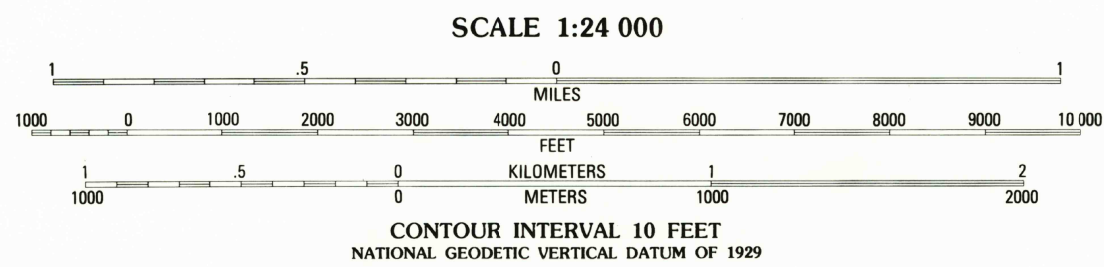 SCALE 1:24 000
1 .5 0 1
MILES
1000 0 1000 2000 3000 4000 5000 6000 7000 8000 9000 10 000
FEET
1 .5 0 KILOMETERS 1 2
1000 0 METERS 1000 2000
CONTOUR INTERVAL 10 FEET
NATIONAL GEODETIC VERTICAL DATUM OF 1929